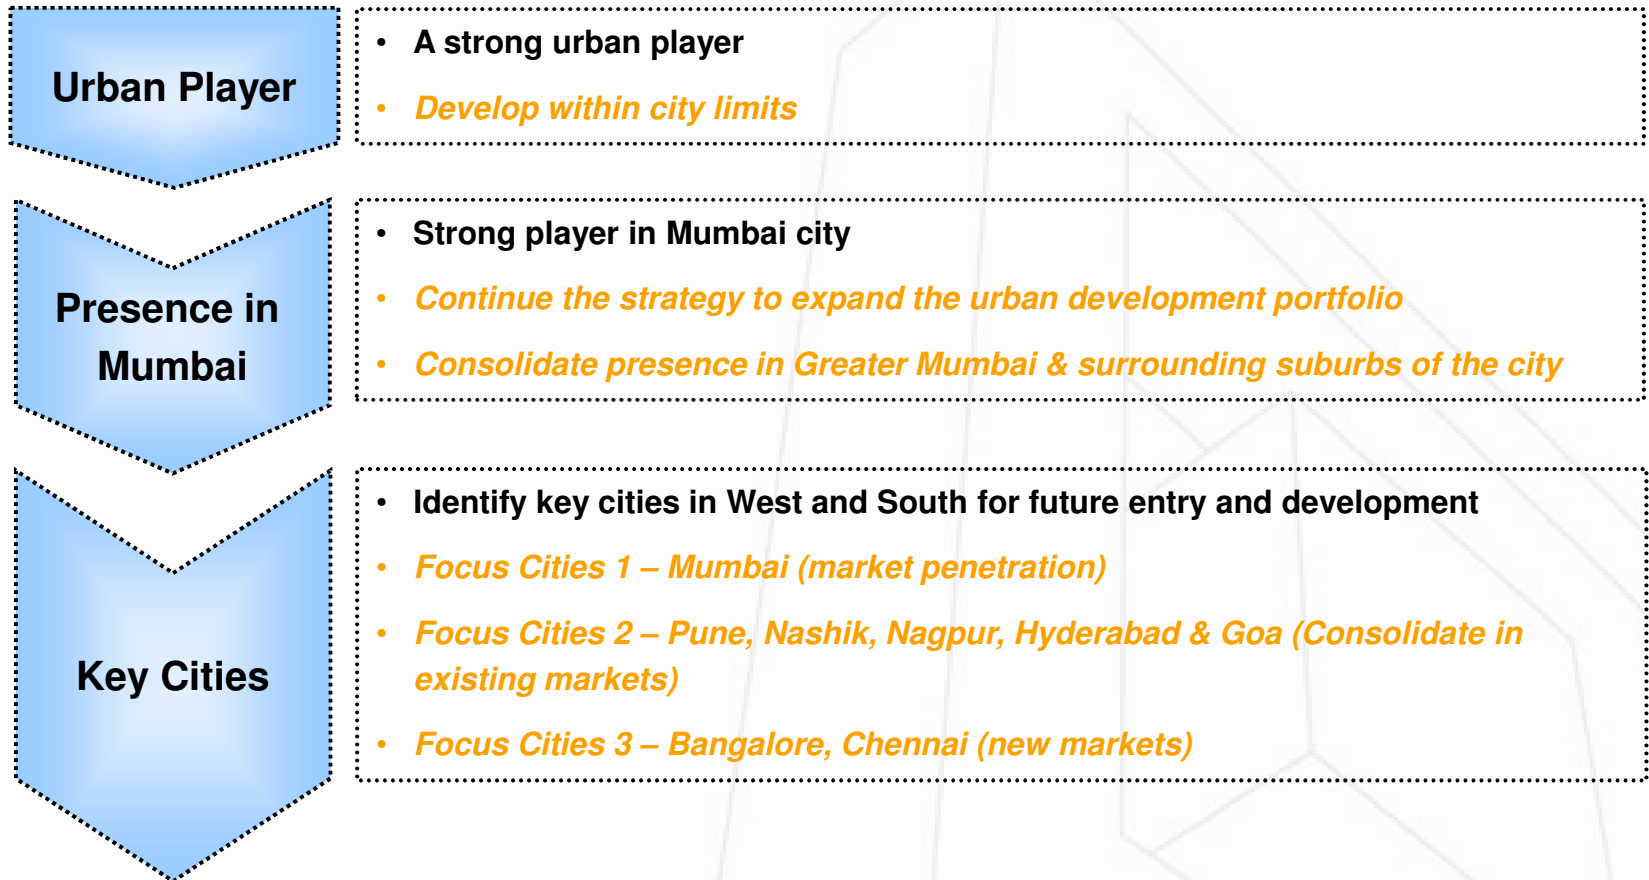 Urban Player
• A strong urban player
• Develop within city limits
Presence in
Mumbai
• Strong player in Mumbai city
• Continue the strategy to expand the urban development portfolio
• Consolidate presence in Greater Mumbai & surrounding suburbs of the city
Key Cities
• Identify key cities in West and South for future entry and development
• Focus Cities 1 – Mumbai (market penetration)
• Focus Cities 2 – Pune, Nashik, Nagpur, Hyderabad & Goa (Consolidate in
existing markets)
• Focus Cities 3 – Bangalore, Chennai (new markets)